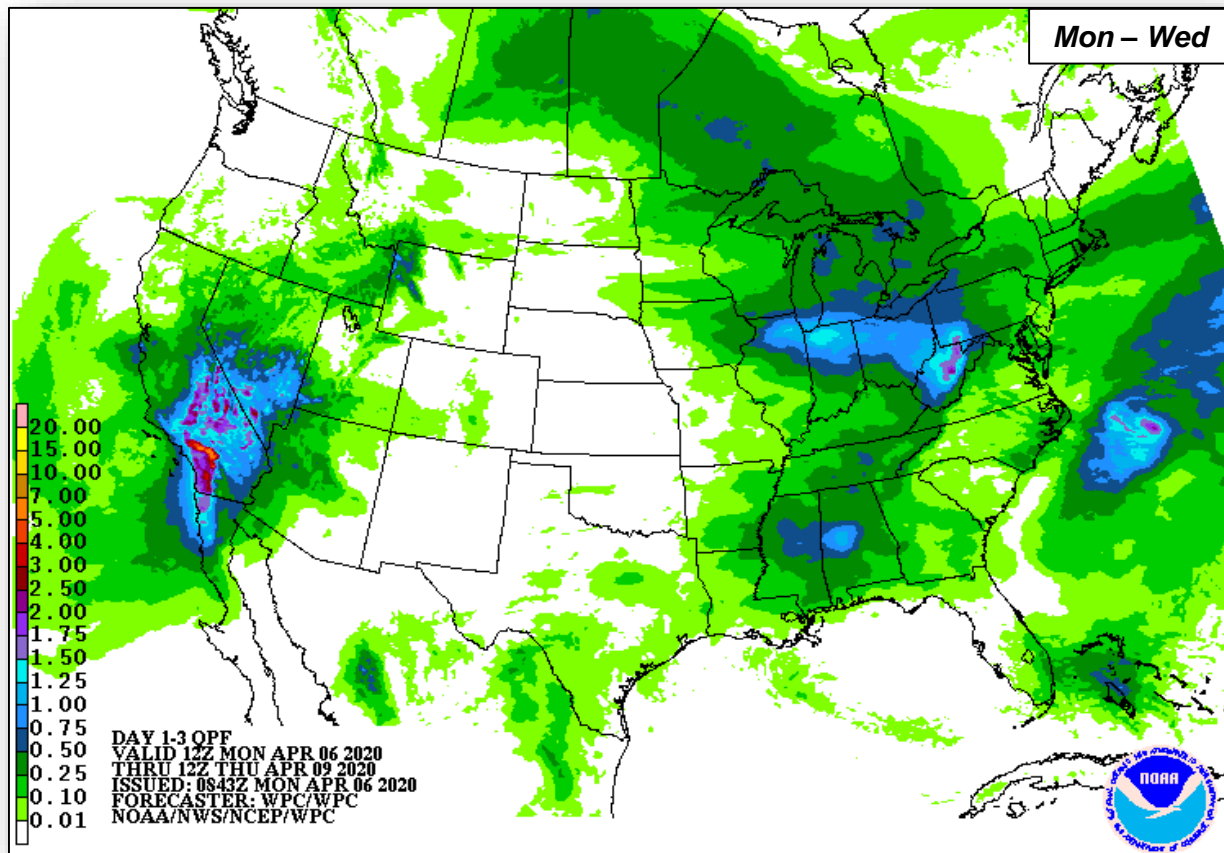 Mon – Wed
20.00
15.00
10.00
7.00
5.00
4.00
3.00
2.50
2.00
1.75
1.50
1.25
1.00
0.75
0.50
0.25
0.10
0.01
DAY 1-3 QPF
VALID 12Z MON APR 06 2020
THRU 12Z THU APR 09 2020
ISSUED: 0843Z MON APR 06 2020
FORECASTER: WPC/WPC
NOAA/NWS/NCEP/WPC
NOAA